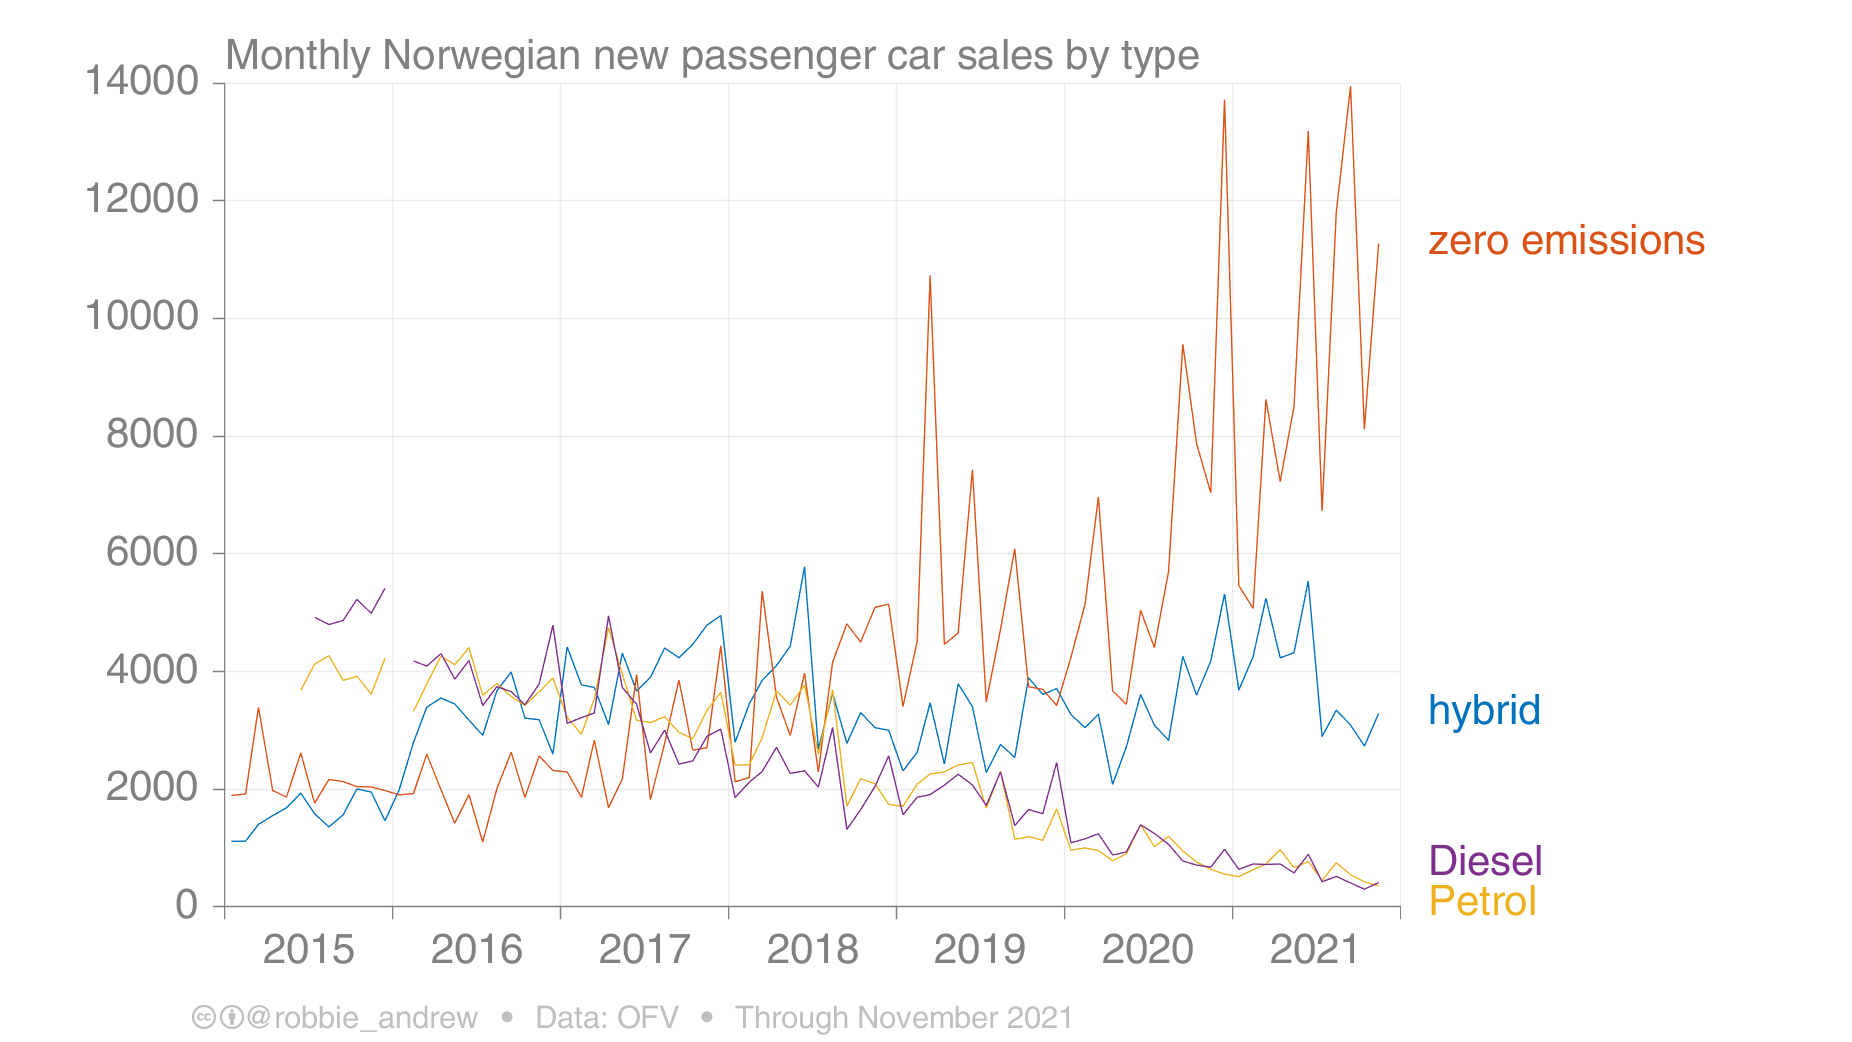 Monthly Norwegian new passenger car sales by type
14000
12000
10000
8000
6000
4000
2000
0
zero emissions
hybrid
Diesel
Petrol
2015 2016 2017 2018 2019 2020 2021
cc @robbie_andrew • Data: OFV • Through November 2021